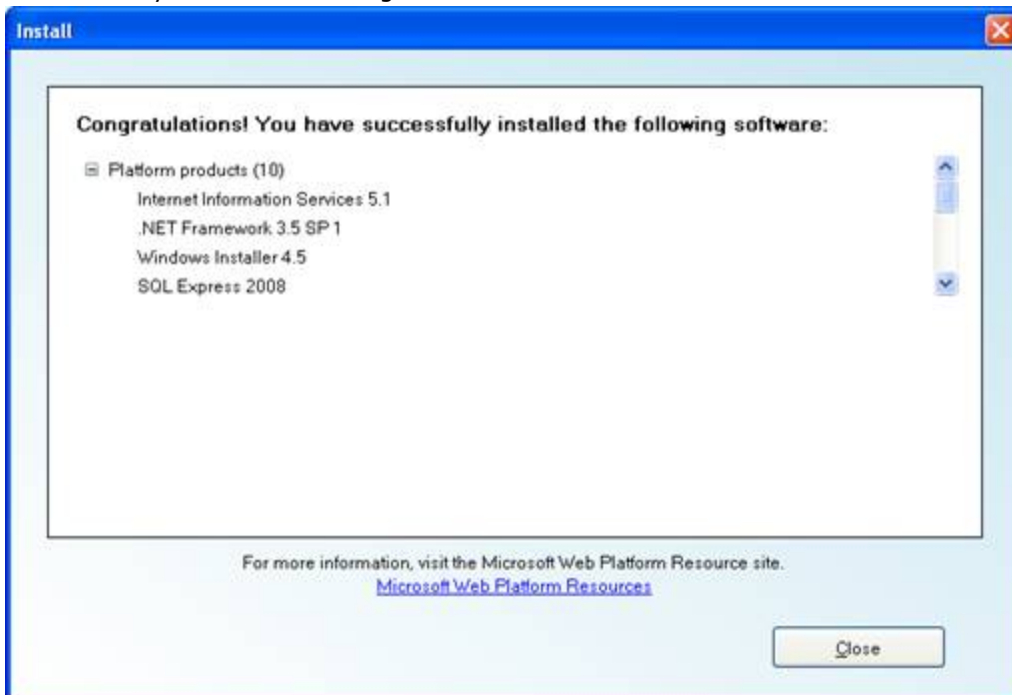 Install
Congratulations! You have successfully installed the following software:
Platform products (10)
Internet Information Services 5.1
.NET Framework 3.5 SP 1
Windows Installer 4.5
SQL Express 2008
For more information, visit the Microsoft Web Platform Resource site.
Microsoft Web Platform Resources
Close